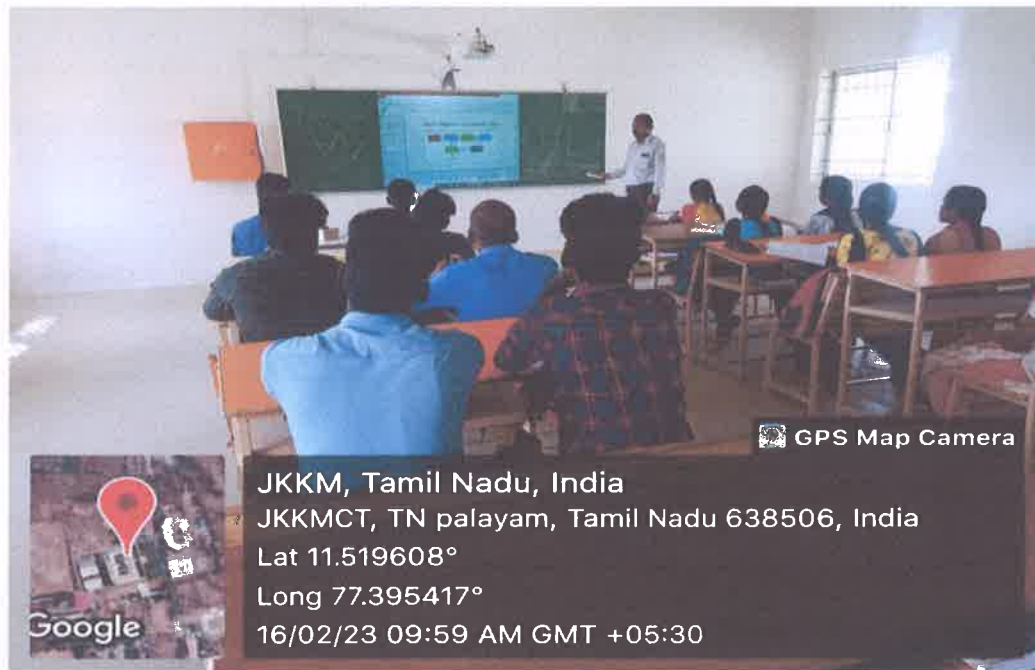 GPS Map Camera
JKKM, Tamil Nadu, India
JKKMCT, TN palayam, Tamil Nadu 638506, India
Lat 11.519608°
Long 77.395417°
16/02/23 09:59 AM GMT +05:30
Google